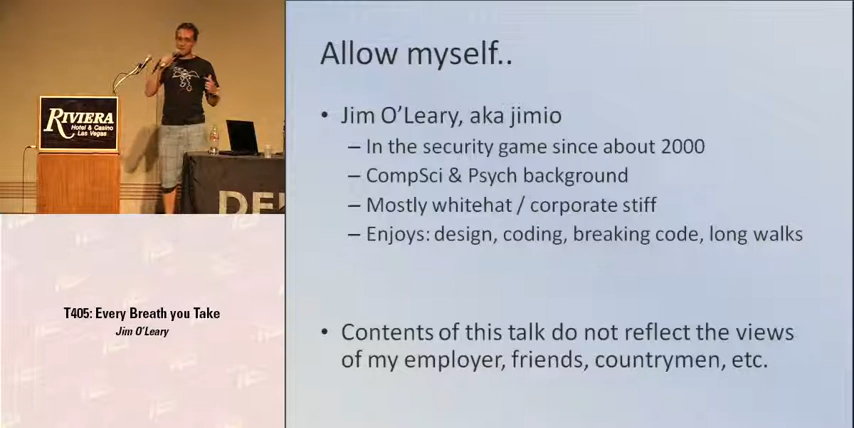 RIVIERA
Hotel & Casino
Las Vegas
DEF
T405: Every Breath you Take
Jim O'Leary
Allow myself..
• Jim O'Leary, aka jimio
– In the security game since about 2000
– CompSci & Psych background
– Mostly whitehat / corporate stiff
– Enjoys: design, coding, breaking code, long walks
• Contents of this talk do not reflect the views
of my employer, friends, countrymen, etc.